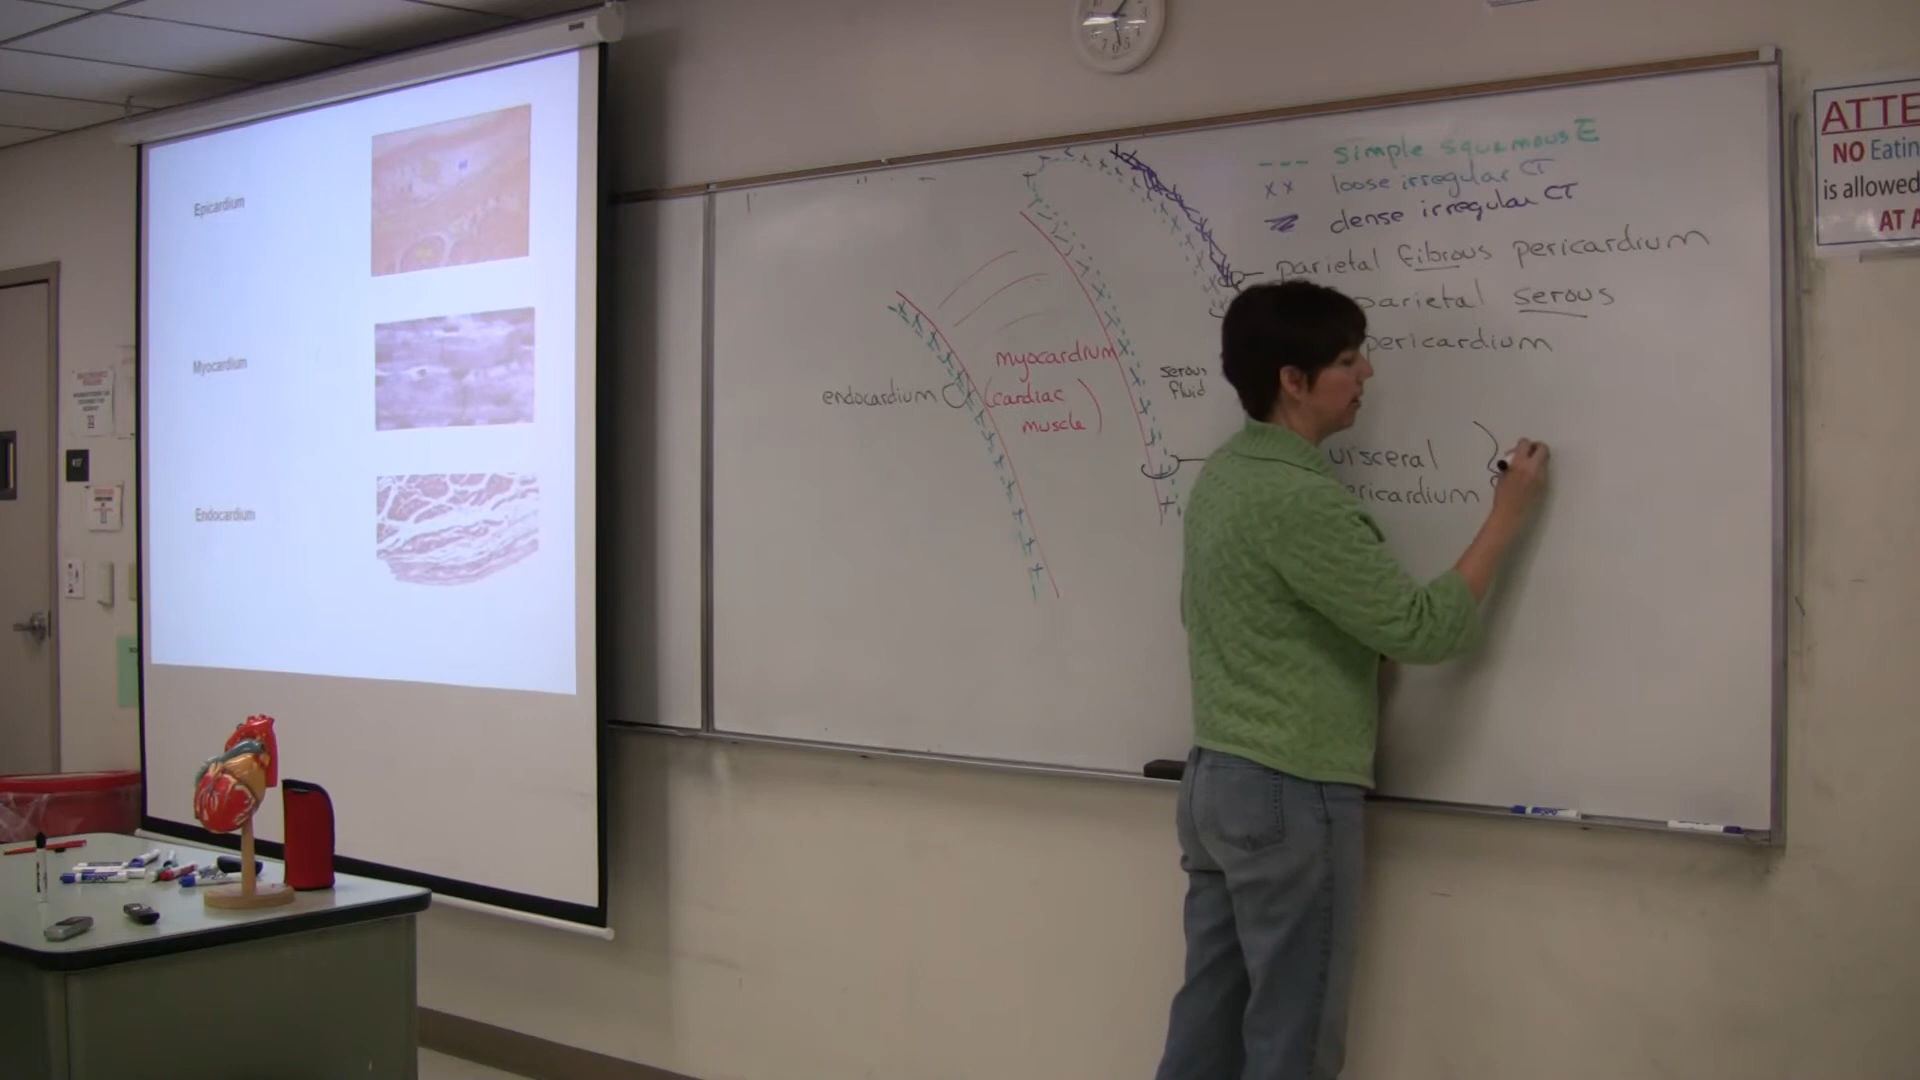 Epicardium
Myocardium
Endocardium
--- simple squamous E
x x loose irregular CT
dense irregular CT
parietal fibrous pericardium
parietal serous
pericardium
endocardium
myocardium
(cardiac
muscle)
serous
fluid
visceral
ericardium
ATTE
NO Eatin
is allowed
AT A